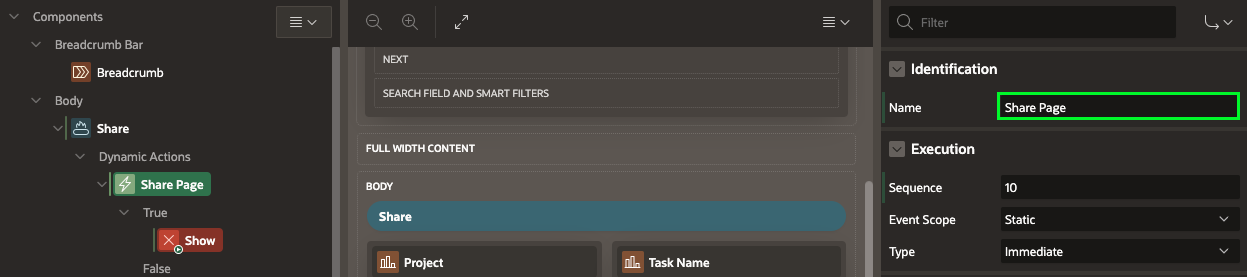 Components
Breadcrumb Bar
Breadcrumb
Body
Share
Dynamic Actions
Share Page
True
Show
False
NEXT
SEARCH FIELD AND SMART FILTERS
FULL WIDTH CONTENT
BODY
Share
Project
Task Name
Filter
Identification
Name
Share Page
Execution
Sequence
10
Event Scope
Static
Type
Immediate